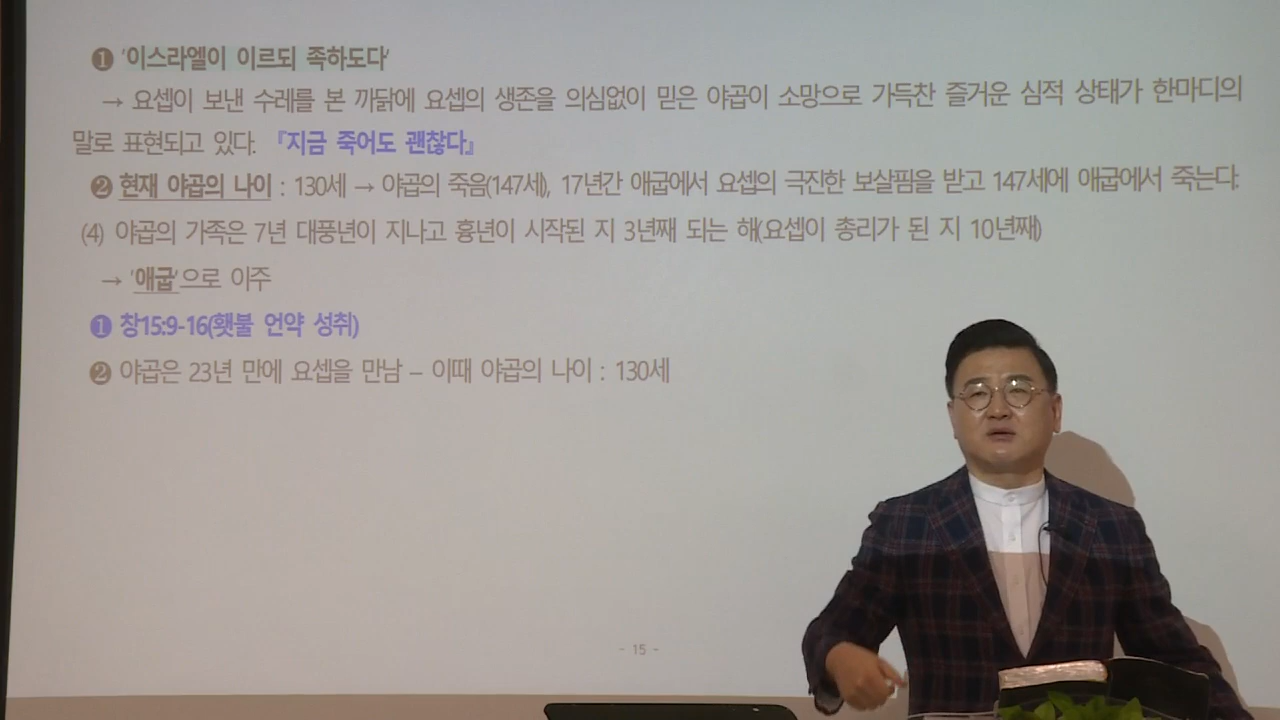 ❶ '이스라엘이 이르되 족하도다'
→ 요셉이 보낸 수레를 본 까닭에 요셉의 생존을 의심없이 믿은 야곱이 소망으로 가득찬 즐거운 심적 상태가 한마디의
말로 표현되고 있다. 『지금 죽어도 괜찮다』
❷ 현재 야곱의 나이 : 130세 → 야곱의 죽음(147세), 17년간 애굽에서 요셉의 극진한 보살핌을 받고 147세에 애굽에서 죽는다.
(4) 야곱의 가족은 7년 대풍년이 지나고 흉년이 시작된 지 3년째 되는 해(요셉이 총리가 된 지 10년째)
→ '애굽'으로 이주
❶ 창15:9-16(횃불 언약 성취)
❷ 야곱은 23년 만에 요셉을 만남 – 이때 야곱의 나이 : 130세
- 15 -